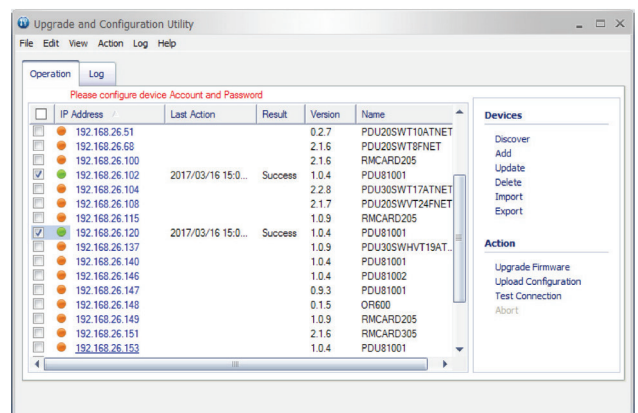 Upgrade and Configuration Utility
File Edit View Action Log Help
Operation Log
Please configure device Account and Password
IP Address Last Action Result Version Name
192.168.26.51 0.2.7 PDU20SWT10ATNET
192.168.26.68 2.1.6 PDU20SWT8FNET
192.168.26.100 2.1.6 RMCARD205
192.168.26.102 2017/03/16 15:0... Success 1.0.4 PDU81001
192.168.26.104 2.2.8 PDU30SWT17ATNET
192.168.26.108 2.1.7 PDU20SWVT24FNET
192.168.26.115 1.0.9 RMCARD205
192.168.26.120 2017/03/16 15:0... Success 1.0.4 PDU81001
192.168.26.137 1.0.9 PDU30SWHVT19AT...
192.168.26.140 1.0.4 PDU81001
192.168.26.146 1.0.4 PDU81002
192.168.26.147 0.9.3 PDU81001
192.168.26.148 0.1.5 OR600
192.168.26.149 1.0.9 RMCARD205
192.168.26.151 2.1.6 RMCARD305
192.168.26.153 1.0.4 PDU81001
Devices
Discover
Add
Update
Delete
Import
Export
Action
Upgrade Firmware
Upload Configuration
Test Connection
Abort